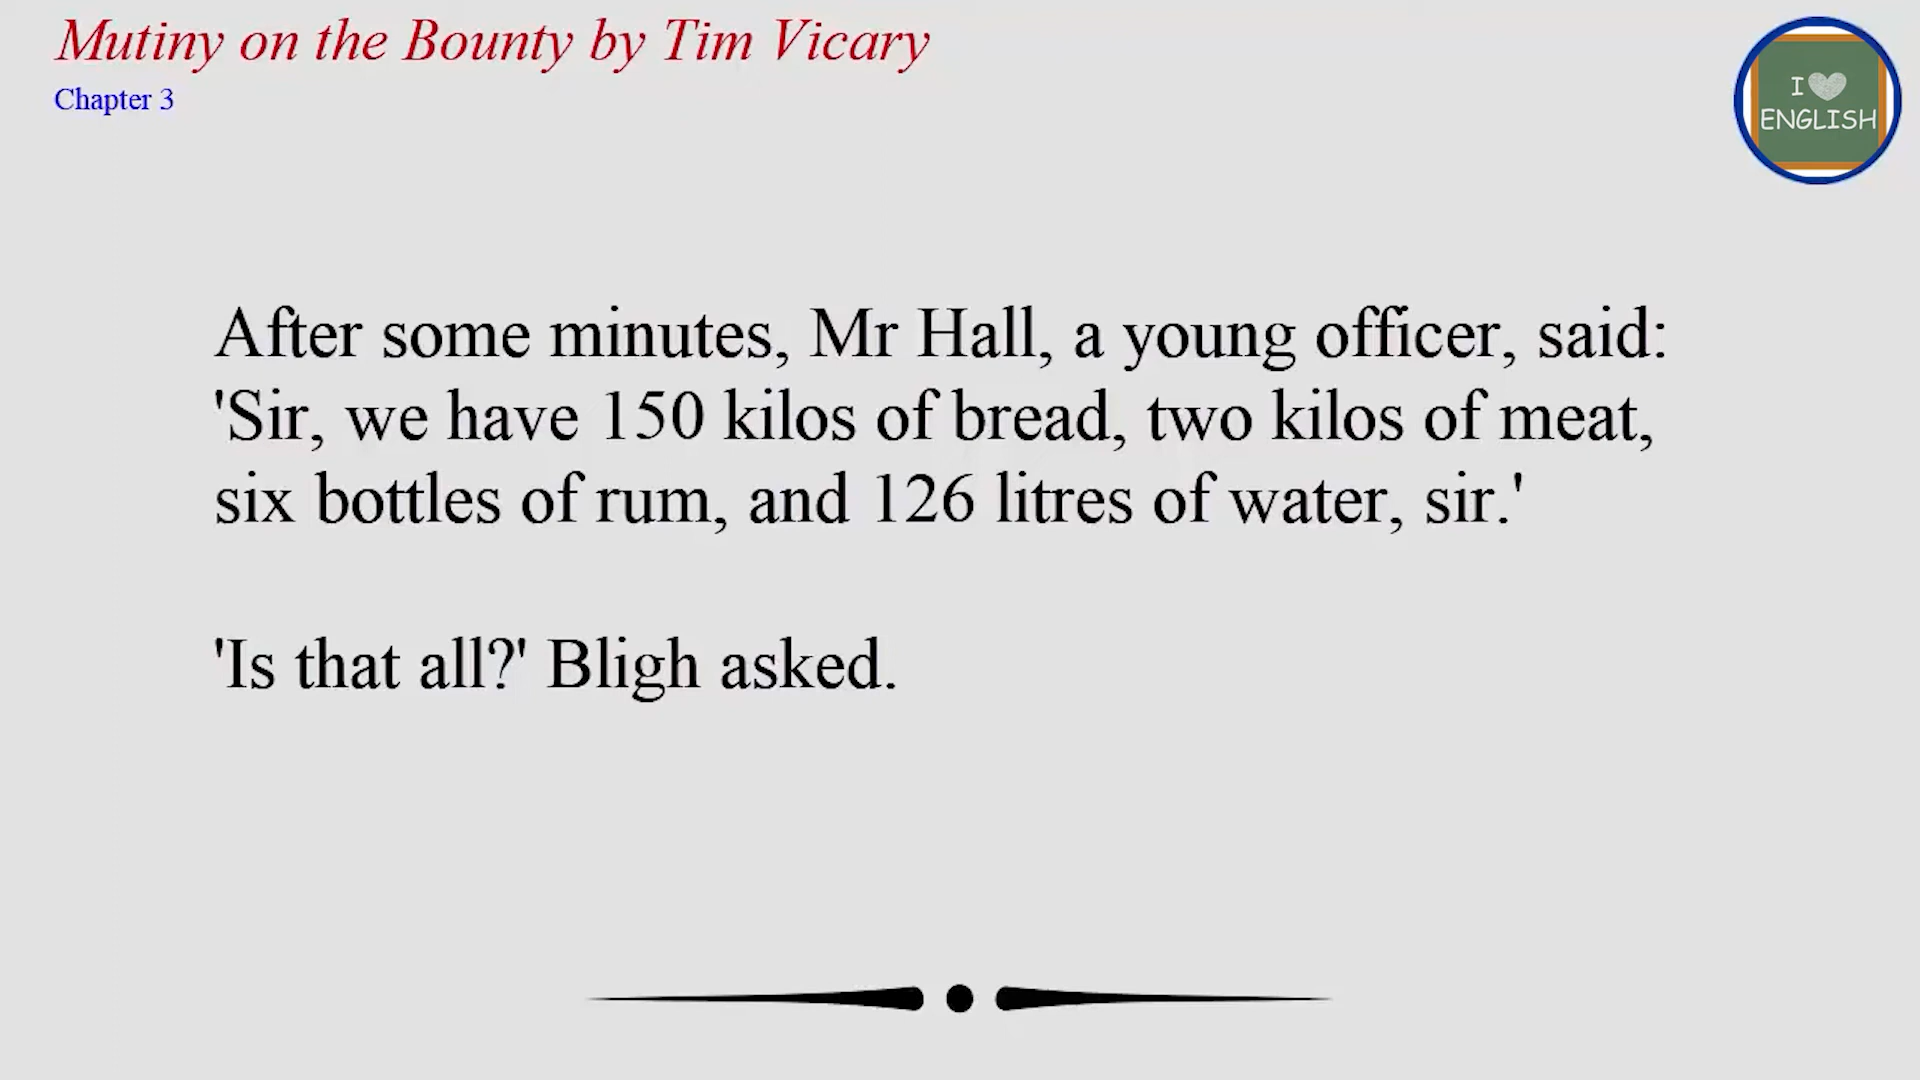 Mutiny on the Bounty by Tim Vicary
Chapter 3
I
ENGLISH
After some minutes, Mr Hall, a young officer, said:
'Sir, we have 150 kilos of bread, two kilos of meat,
six bottles of rum, and 126 litres of water, sir.'
'Is that all?' Bligh asked.